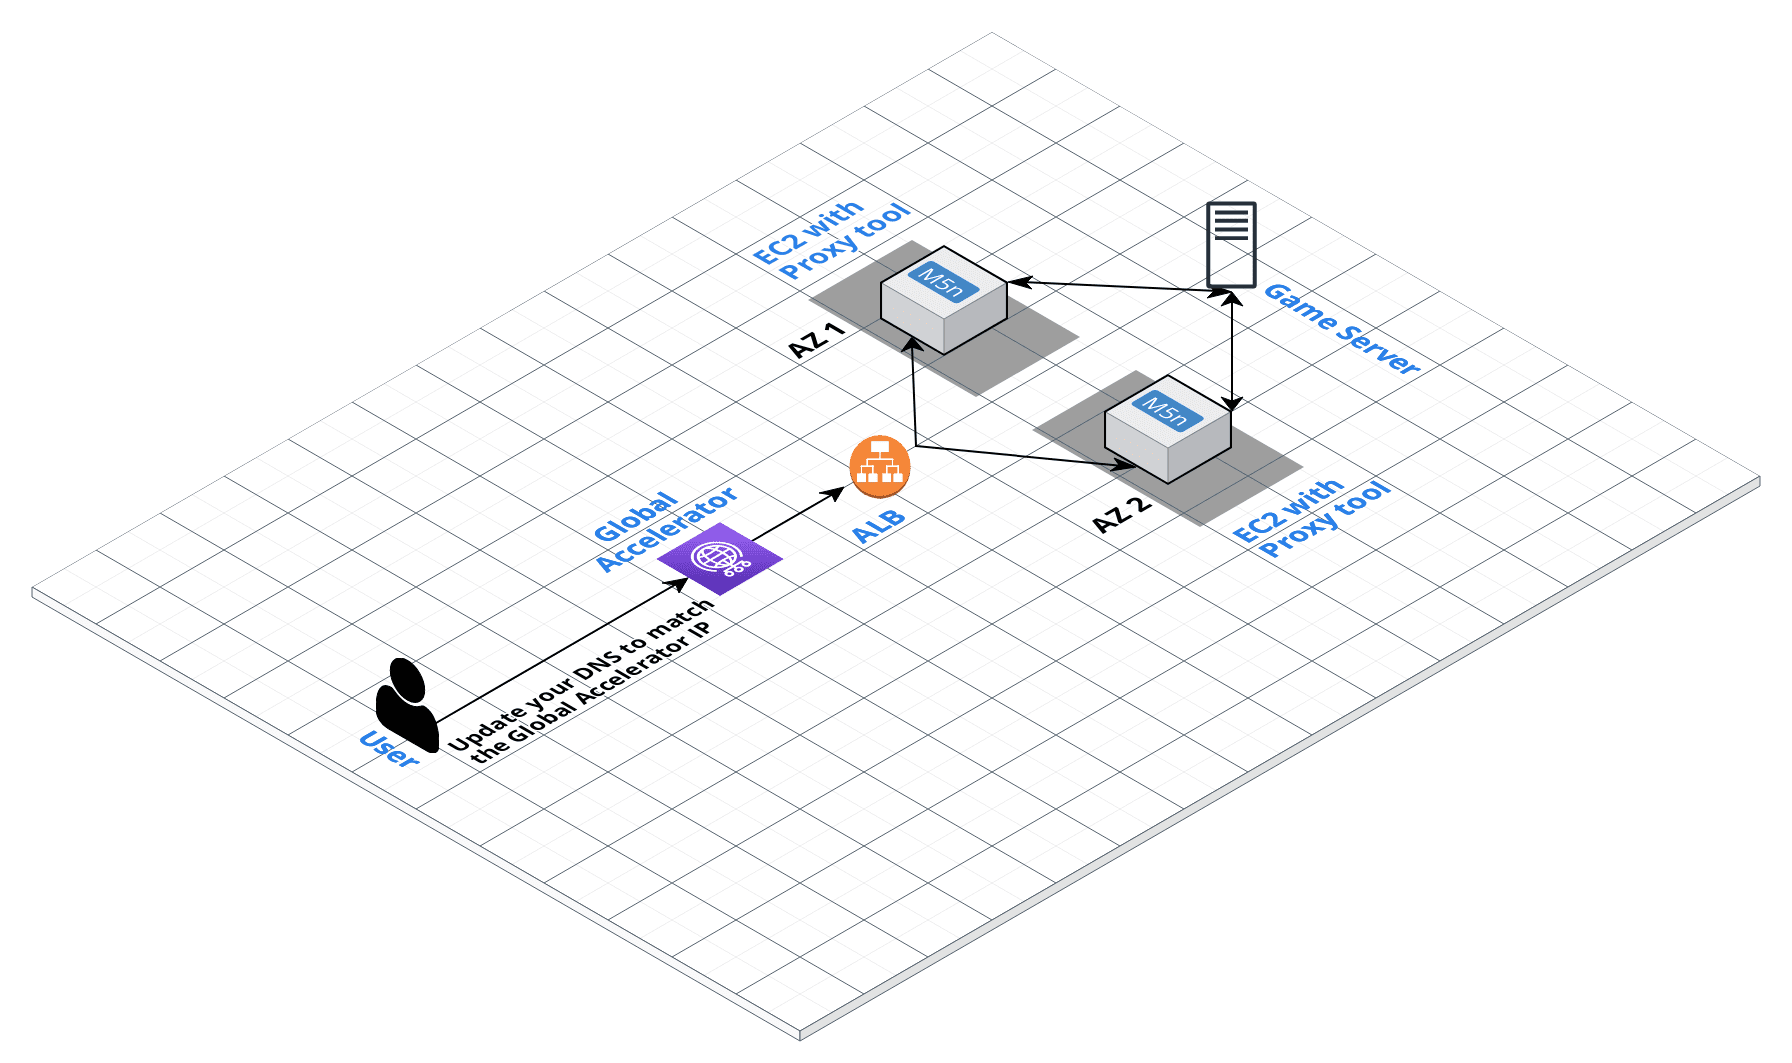 EC2 with
Proxy tool
M5n
AZ 1
Game Server
M5n
AZ 2
EC2 with
Proxy tool
Global
Accelerator
ALB
Update your DNS to match
the Global Accelerator IP
User